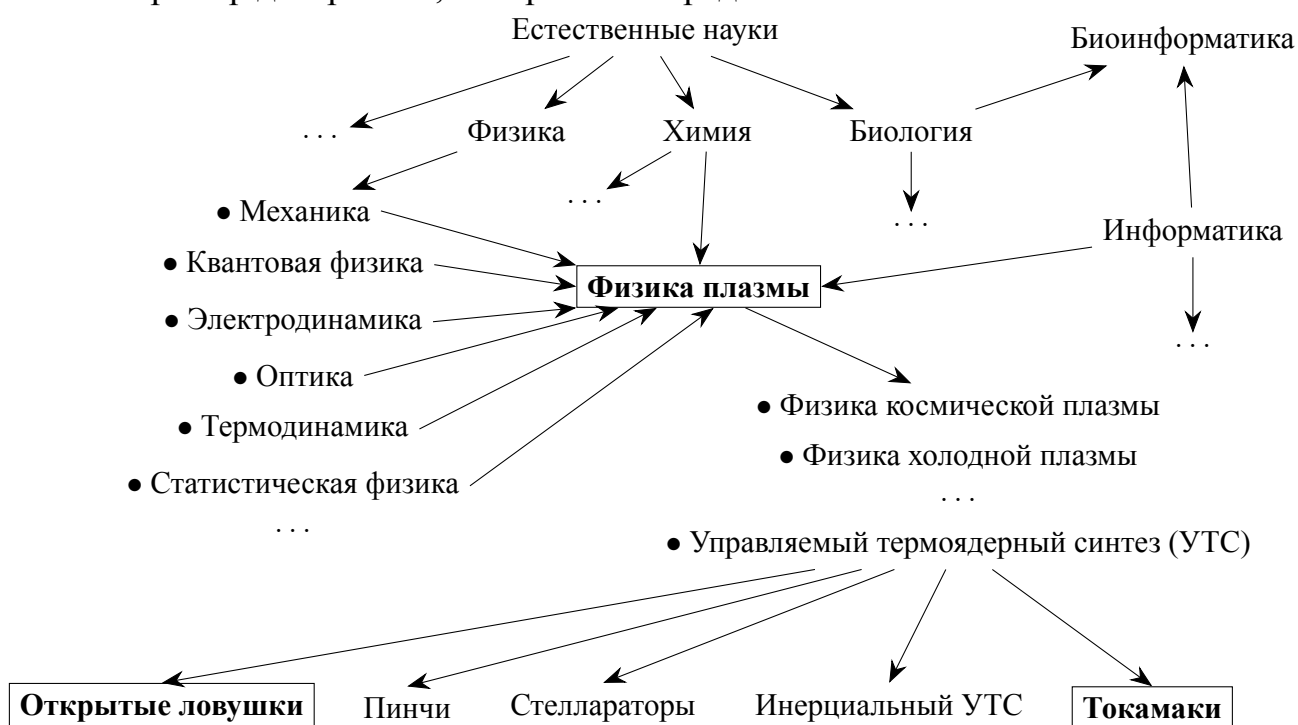 Естественные науки
Биоинформатика
. . .
Физика
Химия
Биология
. . .
. . .
● Механика
Информатика
● Квантовая физика
Физика плазмы
● Электродинамика
. . .
● Оптика
● Физика космической плазмы
● Термодинамика
● Физика холодной плазмы
● Статистическая физика
. . .
. . .
● Управляемый термоядерный синтез (УТС)
Открытые ловушки
Пинчи
Стеллараторы
Инерциальный УТС
Токамаки